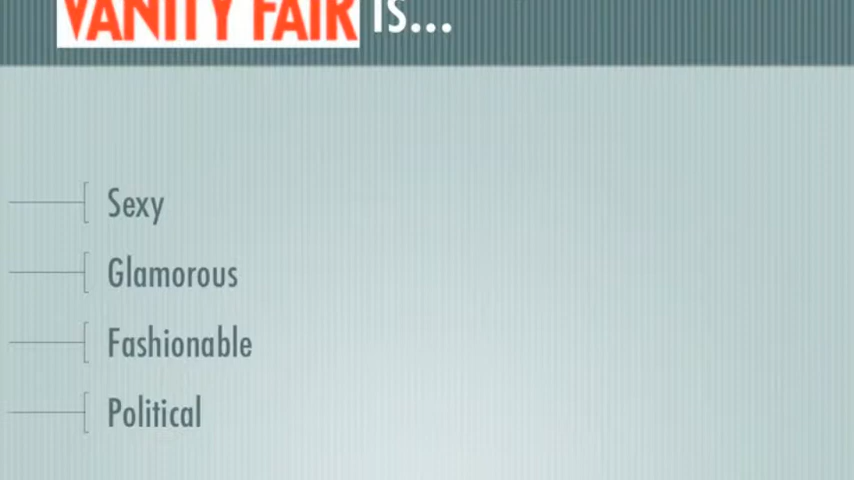 VANITY FAIR is...
Sexy
Glamorous
Fashionable
Political